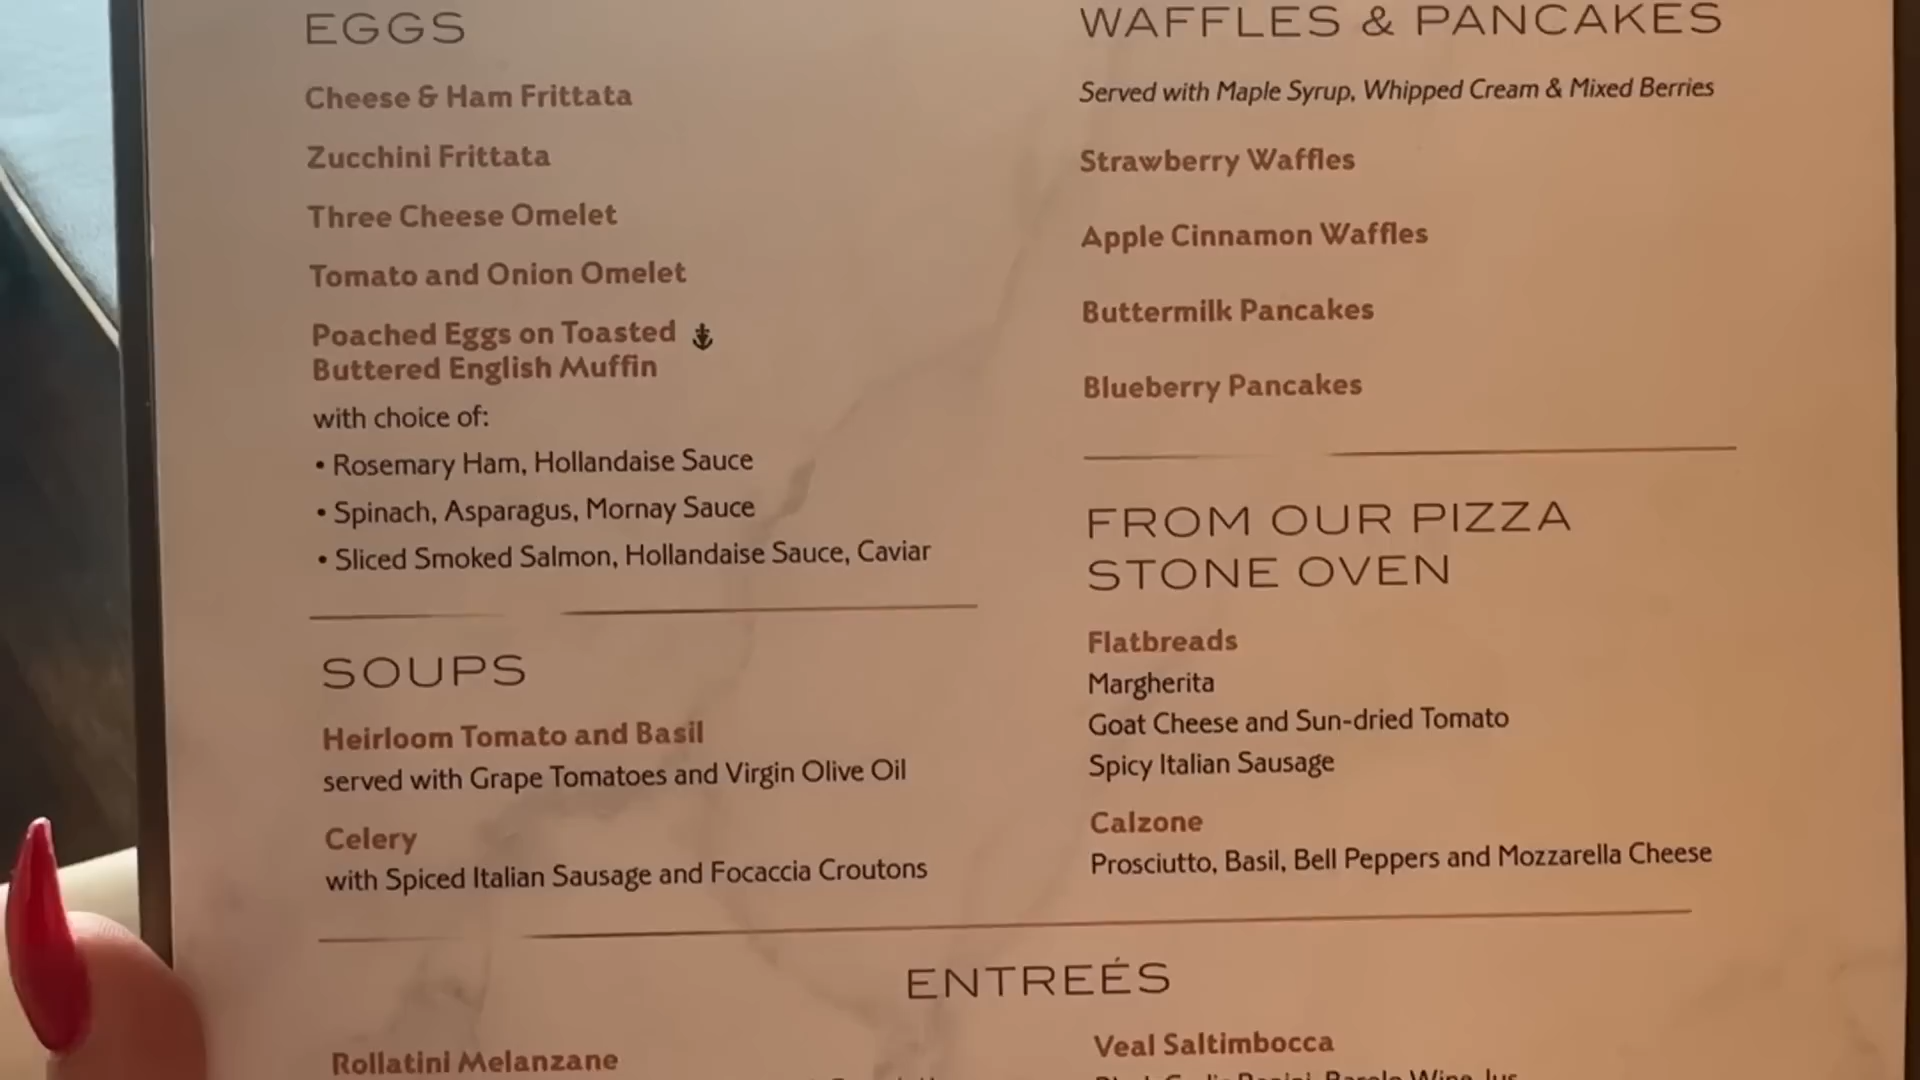 EGGS
Cheese & Ham Frittata
Zucchini Frittata
Three Cheese Omelet
Tomato and Onion Omelet
Poached Eggs on Toasted
Buttered English Muffin
with choice of:
• Rosemary Ham, Hollandaise Sauce
• Spinach, Asparagus, Mornay Sauce
• Sliced Smoked Salmon, Hollandaise Sauce, Caviar
SOUPS
Heirloom Tomato and Basil
served with Grape Tomatoes and Virgin Olive Oil
Celery
with Spiced Italian Sausage and Focaccia Croutons
WAFFLES & PANCAKES
Served with Maple Syrup, Whipped Cream & Mixed Berries
Strawberry Waffles
Apple Cinnamon Waffles
Buttermilk Pancakes
Blueberry Pancakes
FROM OUR PIZZA
STONE OVEN
Flatbreads
Margherita
Goat Cheese and Sun-dried Tomato
Spicy Italian Sausage
Calzone
Prosciutto, Basil, Bell Peppers and Mozzarella Cheese
ENTREÉS
Rollatini Melanzane
Veal Saltimbocca